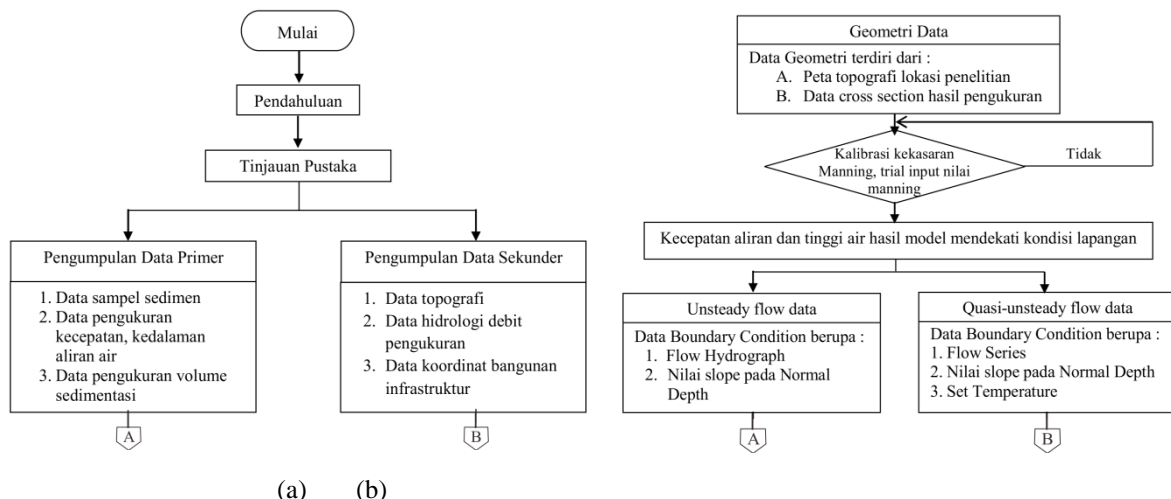 Mulai
Pendahuluan
Tinjauan Pustaka
Pengumpulan Data Primer
1. Data sampel sedimen
2. Data pengukuran
kecepatan, kedalaman
aliran air
3. Data pengukuran volume
sedimentasi
A
Pengumpulan Data Sekunder
1. Data topografi
2. Data hidrologi debit
pengukuran
3. Data koordinat bangunan
infrastruktur
B
Geometri Data
Data Geometri terdiri dari :
A. Peta topografi lokasi penelitian
B. Data cross section hasil pengukuran
Kalibrasi kekasaran
Manning, trial input nilai
manning
Tidak
Kecepatan aliran dan tinggi air hasil model mendekati kondisi lapangan
Unsteady flow data
Data Boundary Condition berupa :
1. Flow Hydrograph
2. Nilai slope pada Normal
Depth
A
Quasi-unsteady flow data
Data Boundary Condition berupa :
1. Flow Series
2. Nilai slope pada Normal Depth
3. Set Temperature
B
(a) (b)